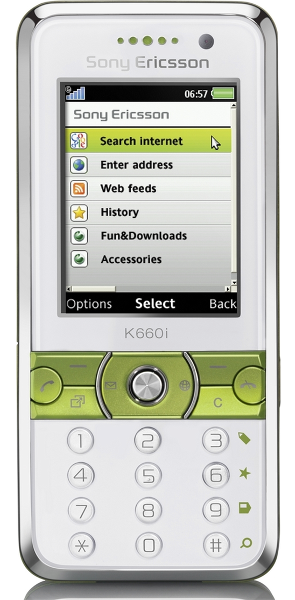 Sony Ericsson
06:57
Sony Ericsson
Search internet
Enter address
Web feeds
History
Fun&Downloads
Accessories
Options Select Back
K660i
C
1 2 3
4 5 6
7 8 9
* 0 #